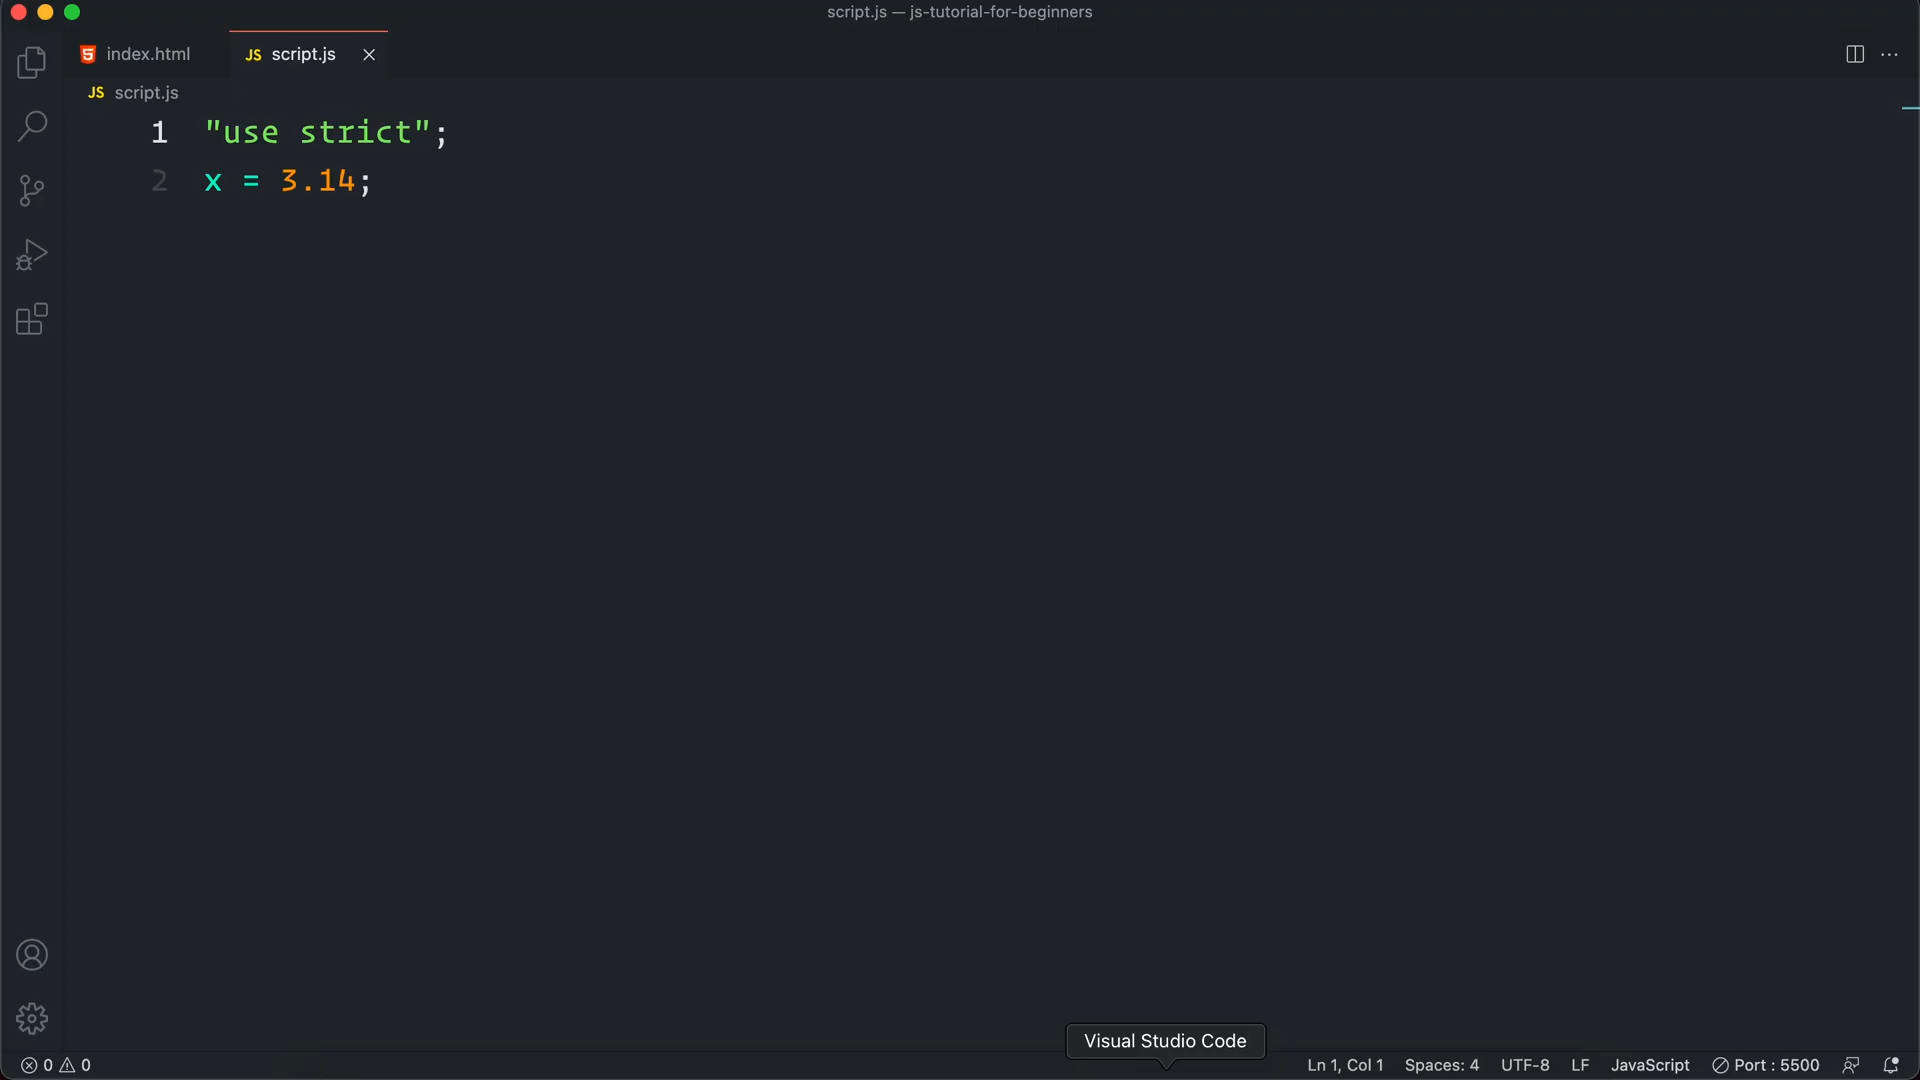 script.js — js-tutorial-for-beginners
index.html
JS script.js
JS script.js
1 "use strict";
2 x = 3.14;
Visual Studio Code
0 0 Ln 1, Col 1 Spaces: 4 UTF-8 LF JavaScript Port : 5500